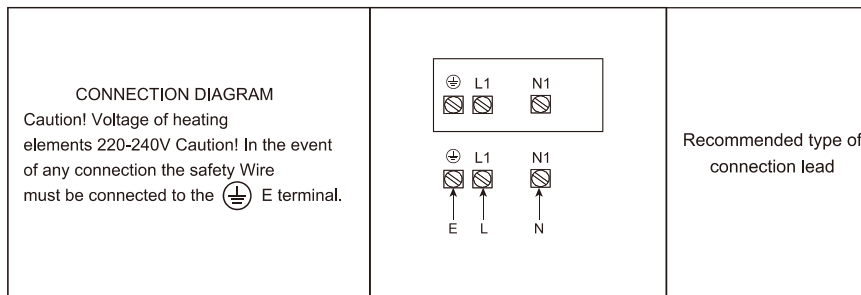 CONNECTION DIAGRAM
Caution! Voltage of heating
elements 220-240V Caution! In the event
of any connection the safety Wire
must be connected to the E terminal.
L1 N1
L1 N1
E L N
Recommended type of
connection lead